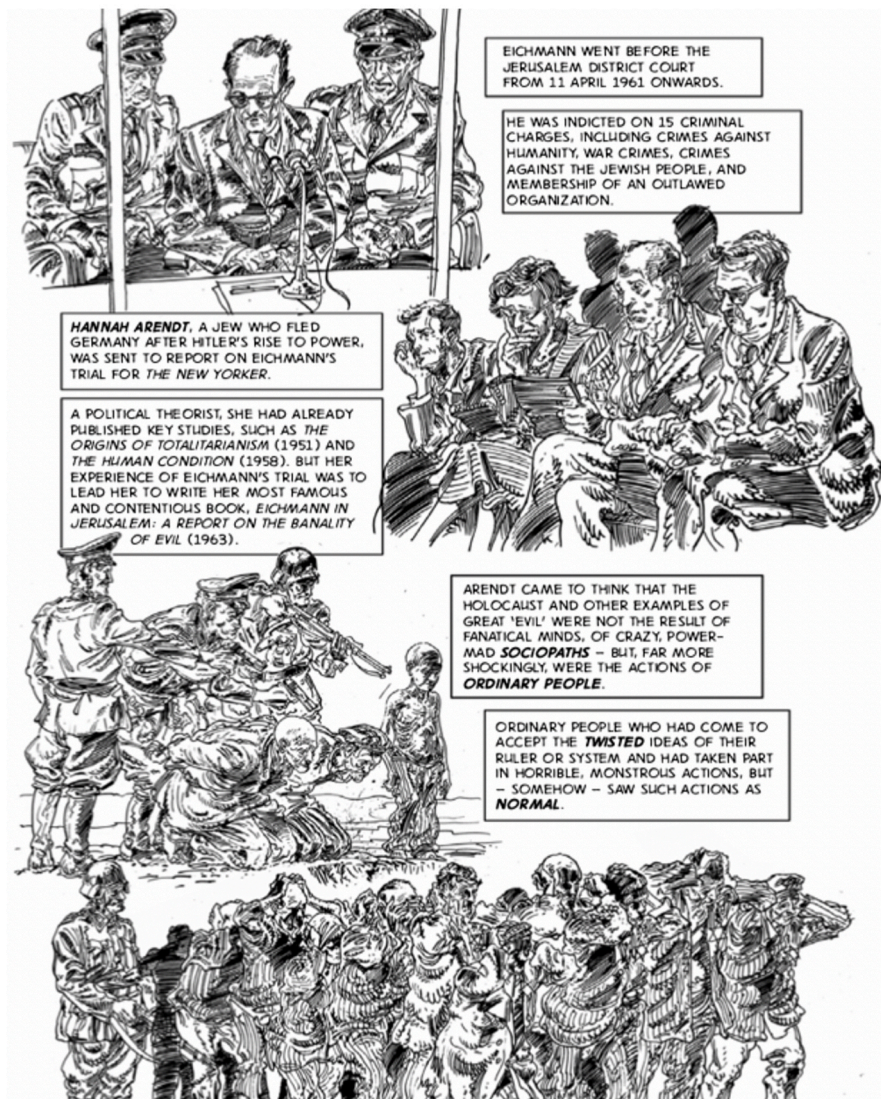 EICHMANN WENT BEFORE THE
JERUSALEM DISTRICT COURT
FROM 11 APRIL 1961 ONWARDS.
HE WAS INDICTED ON 15 CRIMINAL
CHARGES, INCLUDING CRIMES AGAINST
HUMANITY, WAR CRIMES, CRIMES
AGAINST THE JEWISH PEOPLE, AND
MEMBERSHIP OF AN OUTLAWED
ORGANIZATION.
HANNAH ARENDT, A JEW WHO FLED
GERMANY AFTER HITLER'S RISE TO POWER,
WAS SENT TO REPORT ON EICHMANN'S
TRIAL FOR THE NEW YORKER.
A POLITICAL THEORIST, SHE HAD ALREADY
PUBLISHED KEY STUDIES, SUCH AS THE
ORIGINS OF TOTALITARIANISM (1951) AND
THE HUMAN CONDITION (1958). BUT HER
EXPERIENCE OF EICHMANN'S TRIAL WAS TO
LEAD HER TO WRITE HER MOST FAMOUS
AND CONTENTIOUS BOOK, EICHMANN IN
JERUSALEM: A REPORT ON THE BANALITY
OF EVIL (1963).
ARENDT CAME TO THINK THAT THE
HOLOCAUST AND OTHER EXAMPLES OF
GREAT 'EVIL' WERE NOT THE RESULT OF
FANATICAL MINDS, OF CRAZY, POWER-
MAD SOCIOPATHS – BUT, FAR MORE
SHOCKINGLY, WERE THE ACTIONS OF
ORDINARY PEOPLE.
ORDINARY PEOPLE WHO HAD COME TO
ACCEPT THE TWISTED IDEAS OF THEIR
RULER OR SYSTEM AND HAD TAKEN PART
IN HORRIBLE, MONSTROUS ACTIONS, BUT
– SOMEHOW – SAW SUCH ACTIONS AS
NORMAL.